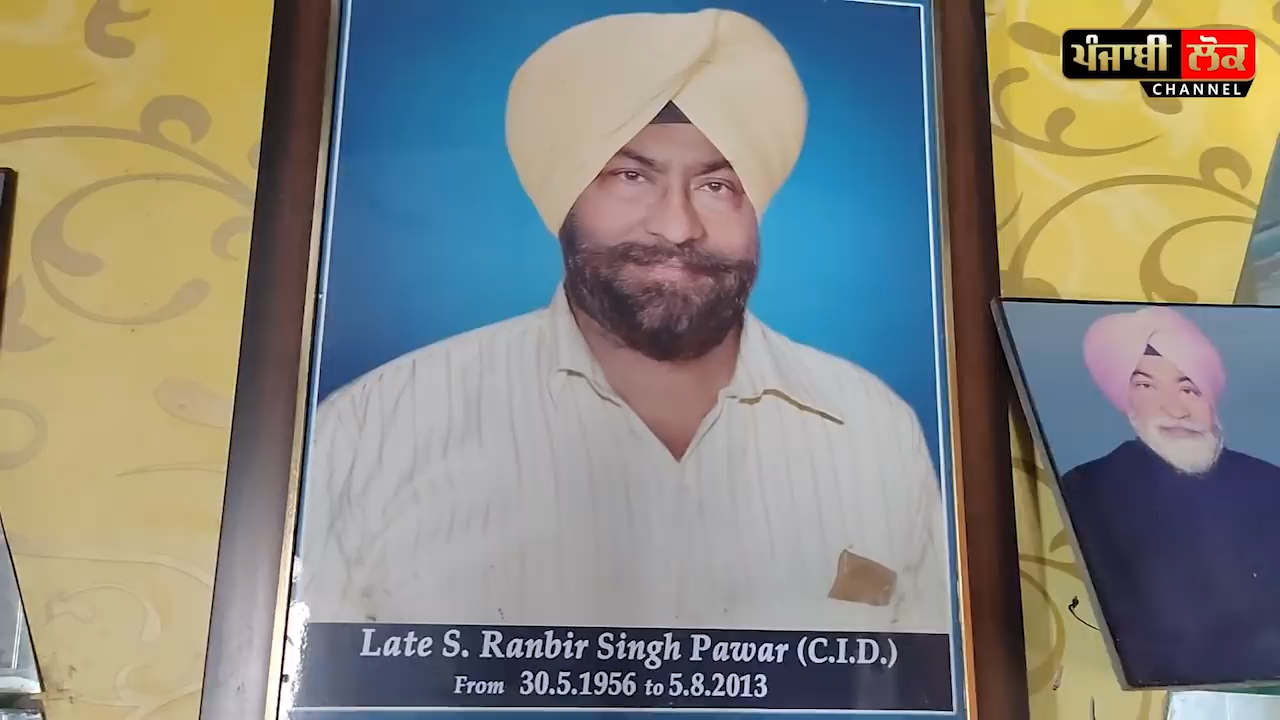 ਪੰਜਾਬੀ ਲੋਕ
CHANNEL
Late S. Ranbir Singh Pawar (C.I.D.)
From 30.5.1956 to 5.8.2013